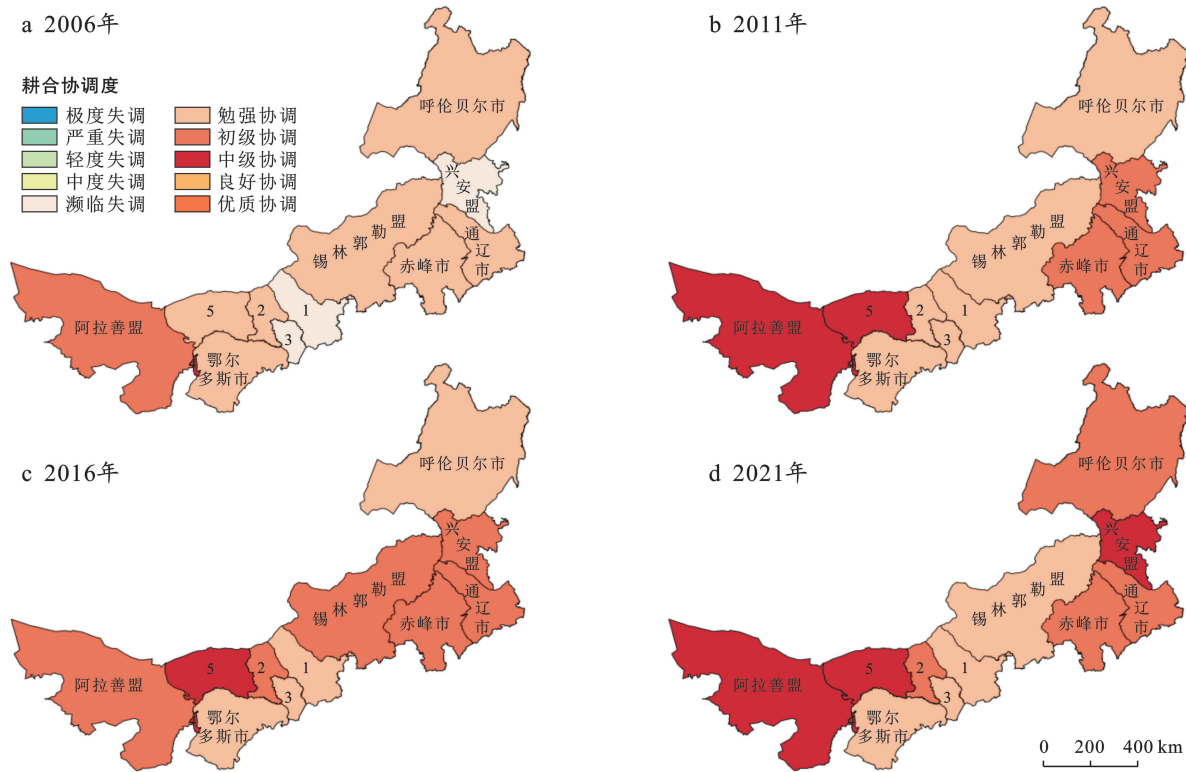 a 2006年
耕合协调度
极度失调
勉强协调
严重失调
初级协调
轻度失调
中级协调
中度失调
良好协调
濒临失调
优质协调
呼伦贝尔市
兴安盟
锡林郭勒盟
通辽市
赤峰市
阿拉善盟
5
2
1
3
鄂尔
多斯市
b 2011年
呼伦贝尔市
兴安盟
锡林郭勒盟
通辽市
赤峰市
阿拉善盟
5
2
1
3
鄂尔
多斯市
c 2016年
呼伦贝尔市
兴安盟
锡林郭勒盟
通辽市
赤峰市
阿拉善盟
5
2
1
3
鄂尔
多斯市
d 2021年
呼伦贝尔市
兴安盟
锡林郭勒盟
通辽市
赤峰市
阿拉善盟
5
2
1
3
鄂尔
多斯市
0 200 400 km